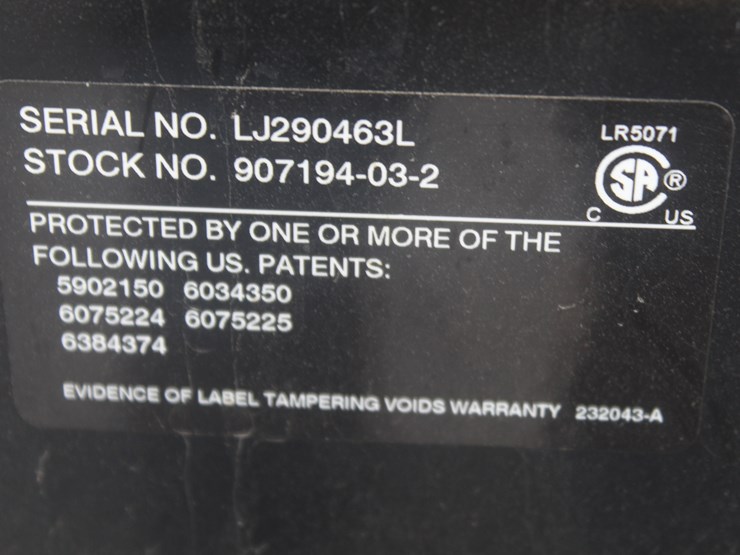 SERIAL NO. LJ290463L
STOCK NO. 907194-03-2
LR5071
SA ®
C US
PROTECTED BY ONE OR MORE OF THE
FOLLOWING US. PATENTS:
5902150 6034350
6075224 6075225
6384374
EVIDENCE OF LABEL TAMPERING VOIDS WARRANTY 232043-A